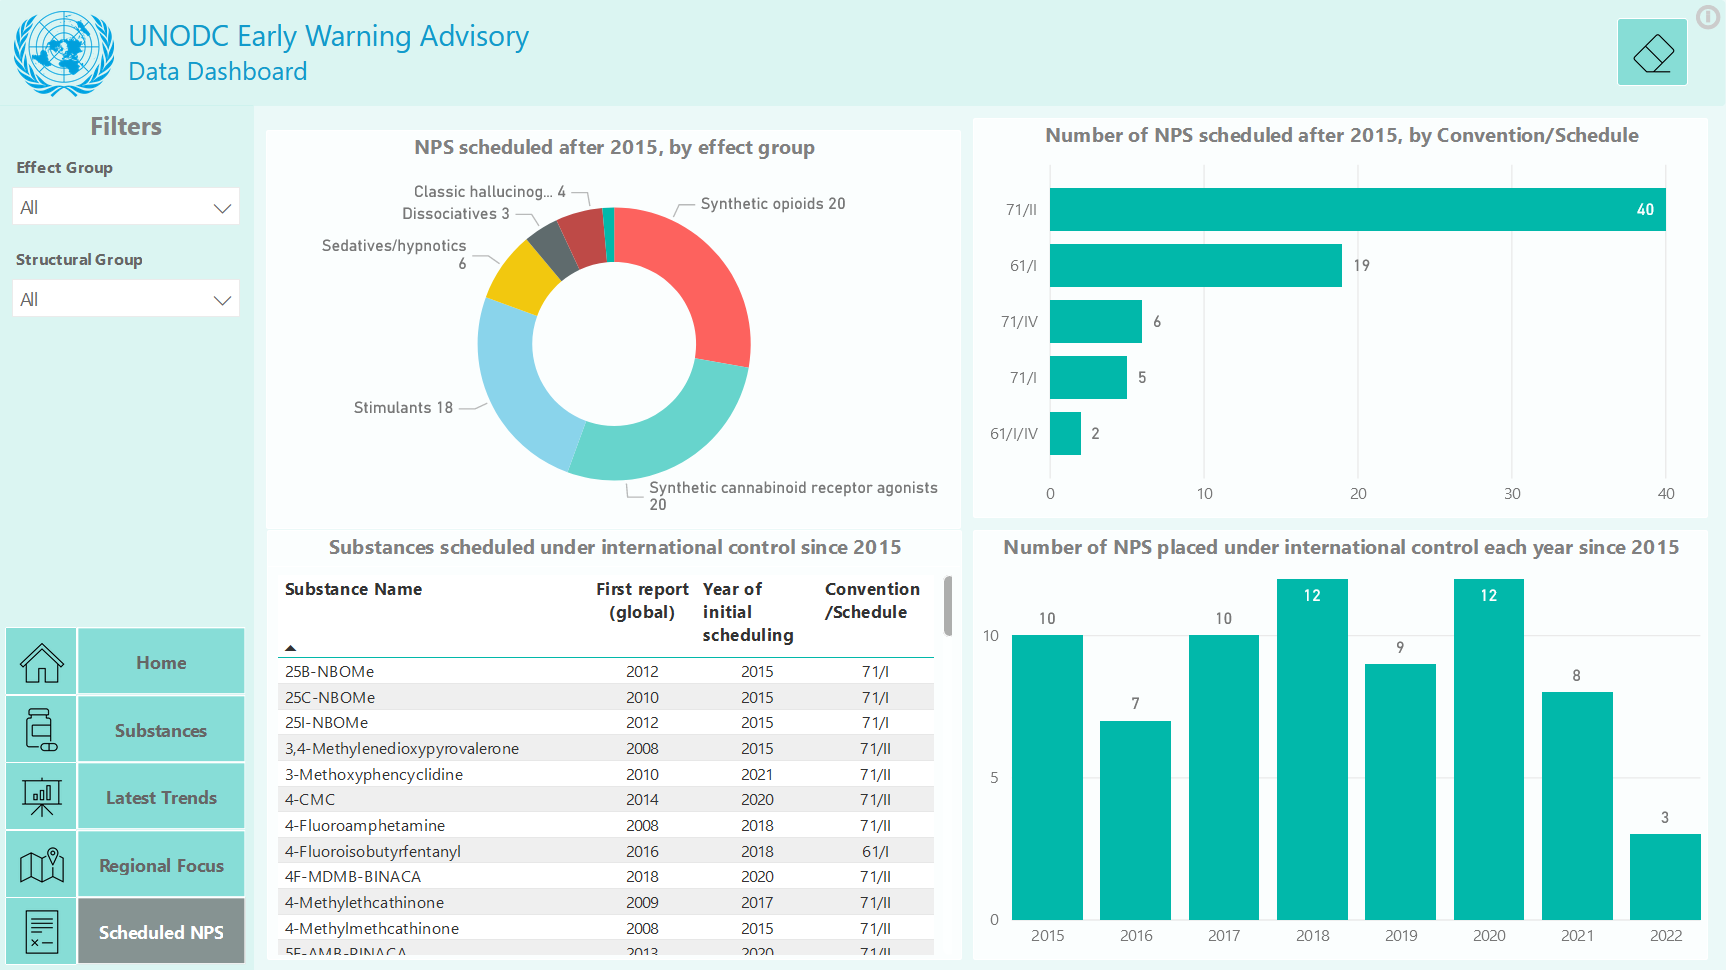 UNODC Early Warning Advisory
Data Dashboard
Filters
Effect Group
All
Structural Group
All
Home
Substances
Latest Trends
Regional Focus
Scheduled NPS
NPS scheduled after 2015, by effect group
Classic hallucinog... 4
Dissociatives 3
Sedatives/hypnotics
6
Stimulants 18
Synthetic opioids 20
Synthetic cannabinoid receptor agonists
20
Number of NPS scheduled after 2015, by Convention/Schedule
71/II 40
61/I 19
71/IV 6
71/I 5
61/I/IV 2
0 10 20 30 40
Substances scheduled under international control since 2015
Substance Name First report (global) Year of initial scheduling Convention /Schedule
25B-NBOMe 2012 2015 71/I
25C-NBOMe 2010 2015 71/I
25I-NBOMe 2012 2015 71/I
3,4-Methylenedioxypyrovalerone 2008 2015 71/II
3-Methoxyphencyclidine 2010 2021 71/II
4-CMC 2014 2020 71/II
4-Fluoroamphetamine 2008 2018 71/II
4-Fluoroisobutyrfentanyl 2016 2018 61/I
4F-MDMB-BINACA 2018 2020 71/II
4-Methylethcathinone 2009 2017 71/II
4-Methylmethcathinone 2008 2015 71/II
5F-AMB-PINACA 2013 2020 71/II
Number of NPS placed under international control each year since 2015
10 7 10 12 9 12 8 3
10
5
0
2015 2016 2017 2018 2019 2020 2021 2022